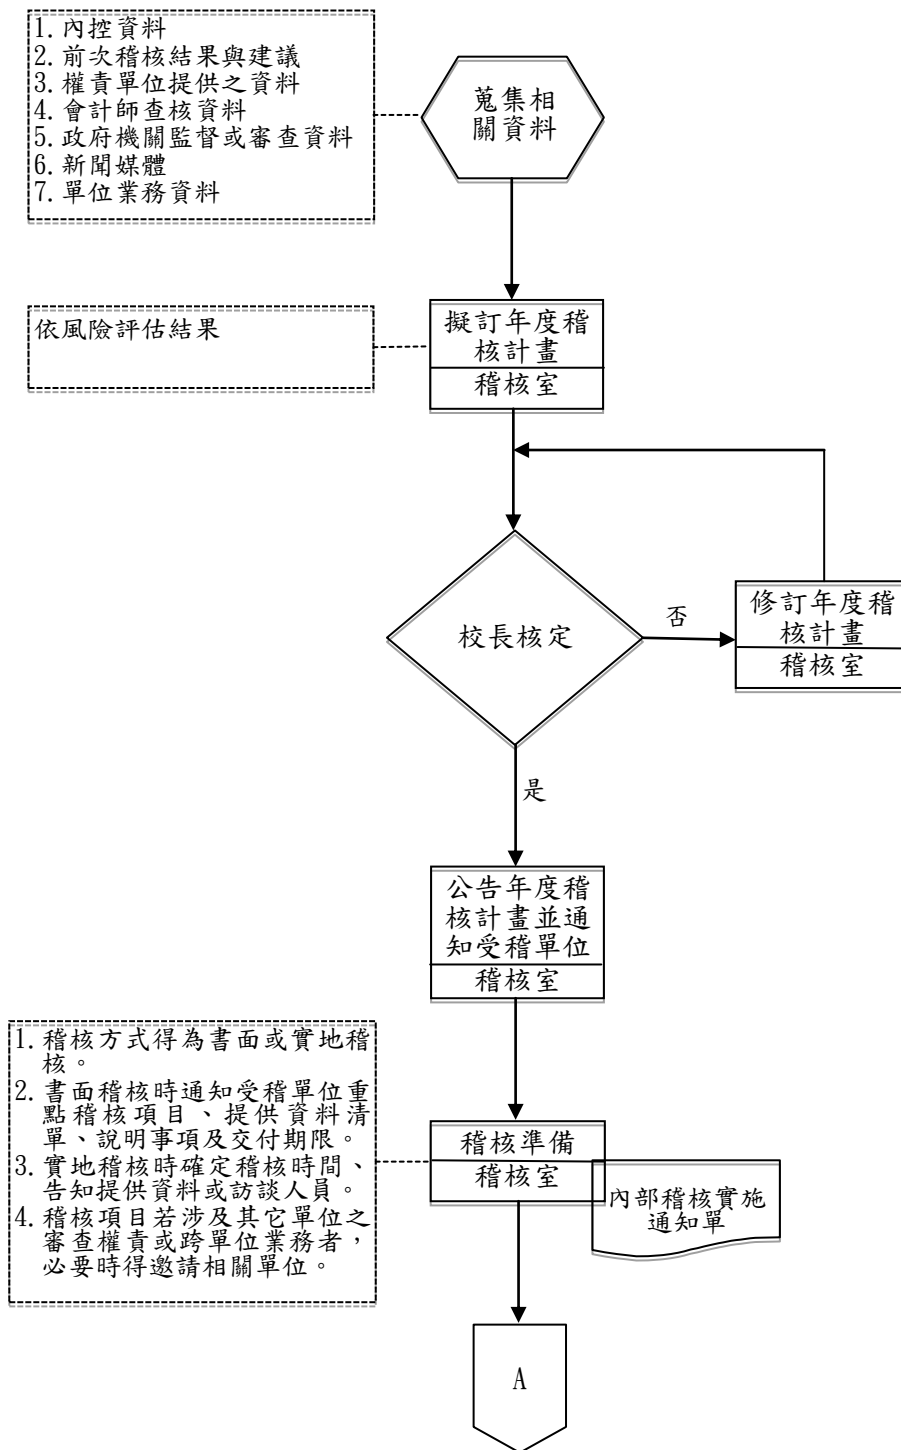 1. 內控資料
2. 前次稽核結果與建議
3. 權責單位提供之資料
4. 會計師查核資料
5. 政府機關監督或審查資料
6. 新聞媒體
7. 單位業務資料
蒐集相
關資料
依風險評估結果
擬訂年度稽
核計畫
稽核室
校長核定
否
修訂年度稽
核計畫
稽核室
是
公告年度稽
核計畫並通
知受稽單位
稽核室
1. 稽核方式得為書面或實地稽
核。
2. 書面稽核時通知受稽單位重
點稽核項目、提供資料清
單、說明事項及交付期限。
3. 實地稽核時確定稽核時間、
告知提供資料或訪談人員。
4. 稽核項目若涉及其它單位之
審查權責或跨單位業務者，
必要時得邀請相關單位。
稽核準備
稽核室
內部稽核實施
通知單
A